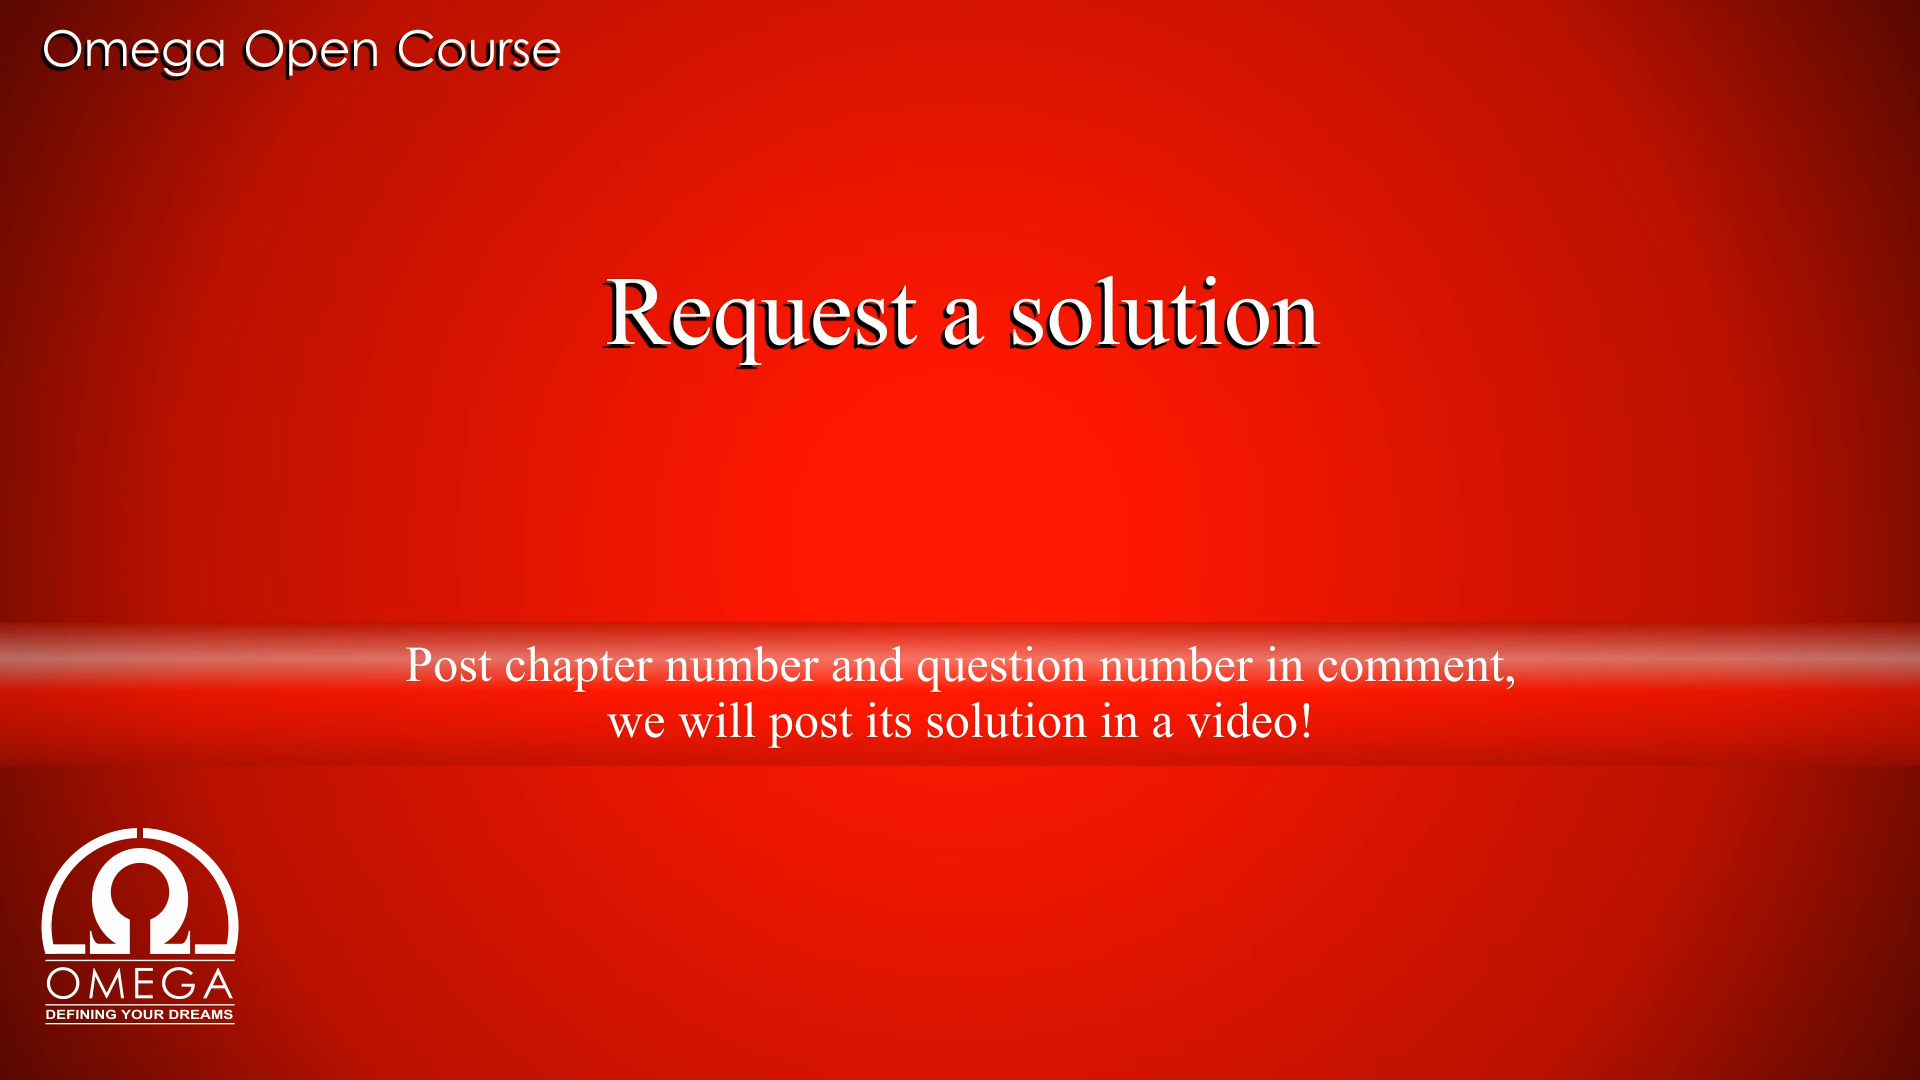 Omega Open Course
Request a solution
Post chapter number and question number in comment,
we will post its solution in a video!
OMEGA
DEFINING YOUR DREAMS